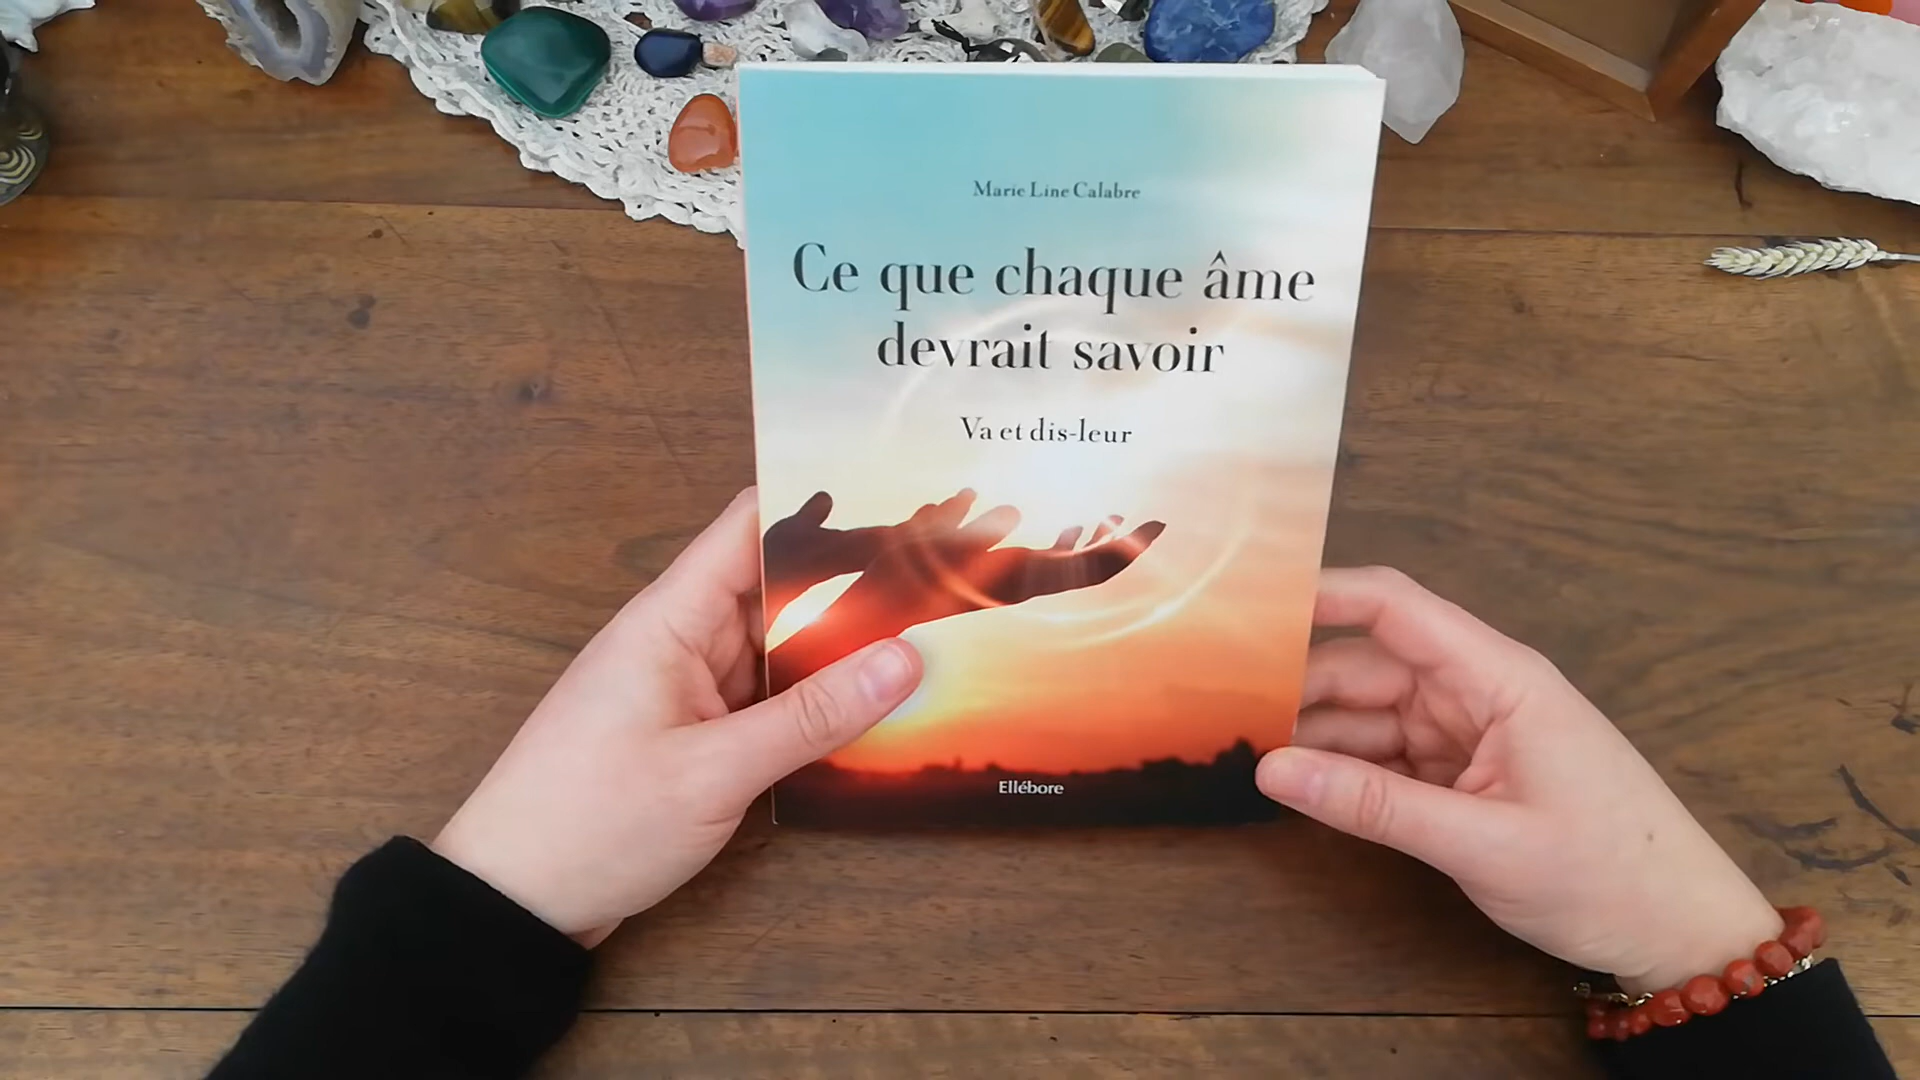 Marie Line Calabre
Ce que chaque âme
devrait savoir
Va et dis-leur
Ellébore